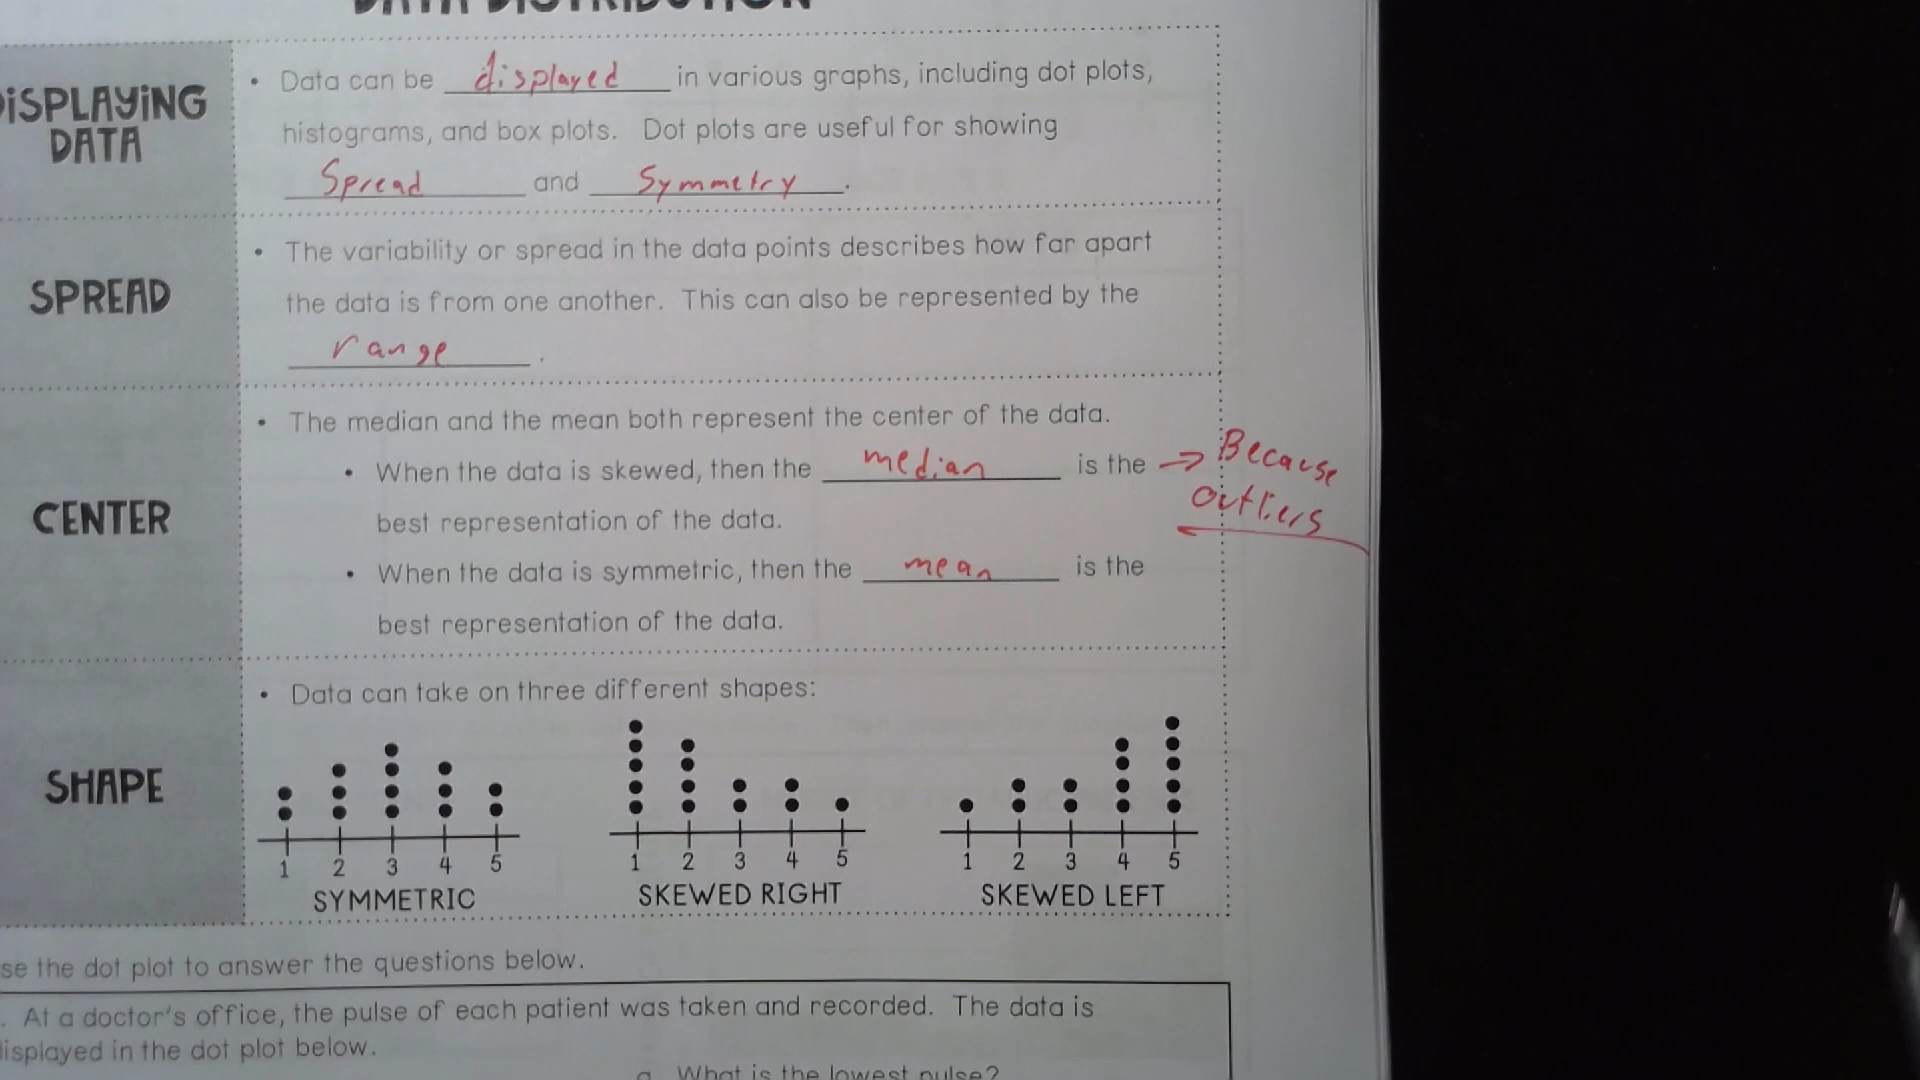 DATA DISTRIBUTION
DISPLAYING
DATA
• Data can be displayed in various graphs, including dot plots,
histograms, and box plots. Dot plots are useful for showing
Spread and Symmetry.
SPREAD
• The variability or spread in the data points describes how far apart
the data is from one another. This can also be represented by the
range.
CENTER
• The median and the mean both represent the center of the data.
• When the data is skewed, then the median is the → Because
outliers
best representation of the data.
• When the data is symmetric, then the mean is the
best representation of the data.
SHAPE
• Data can take on three different shapes:
1 2 3 4 5
SYMMETRIC
1 2 3 4 5
SKEWED RIGHT
1 2 3 4 5
SKEWED LEFT
se the dot plot to answer the questions below.
. At a doctor's office, the pulse of each patient was taken and recorded. The data is
displayed in the dot plot below.
a. What is the lowest pulse?